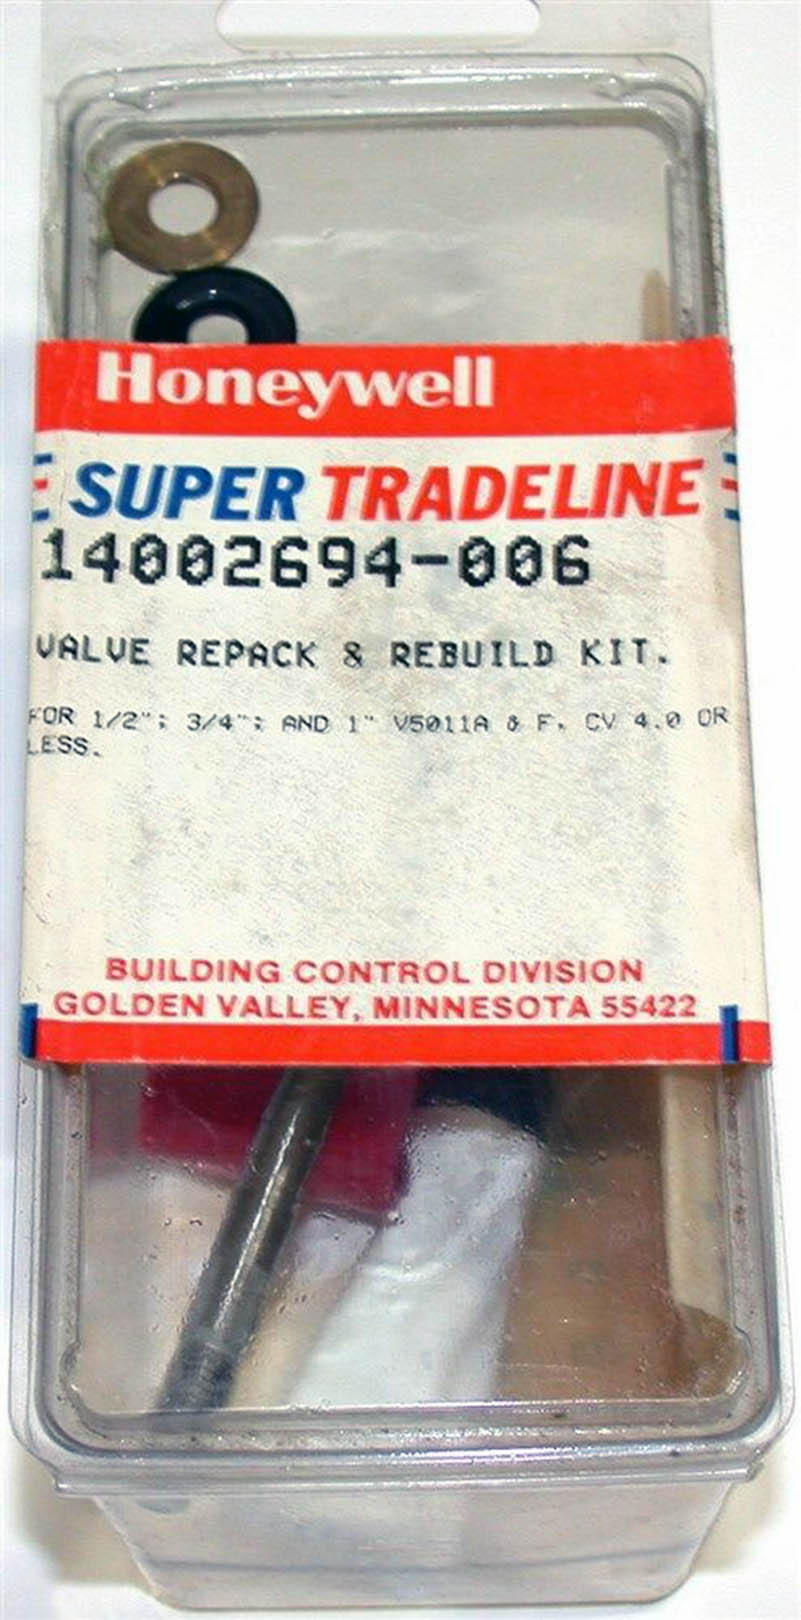 Honeywell
SUPER TRADELINE
14002694-006
VALVE REPACK & REBUILD KIT.
FOR 1/2"; 3/4"; AND 1" V5011A & F. CV 4.0 OR
LESS.
BUILDING CONTROL DIVISION
GOLDEN VALLEY, MINNESOTA 55422